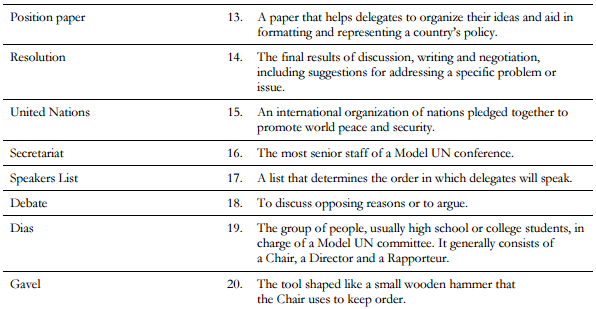 Position paper 13. A paper that helps delegates to organize their ideas and aid in
formatting and representing a country's policy.
Resolution 14. The final results of discussion, writing and negotiation,
including suggestions for addressing a specific problem or
issue.
United Nations 15. An international organization of nations pledged together to
promote world peace and security.
Secretariat 16. The most senior staff of a Model UN conference.
Speakers List 17. A list that determines the order in which delegates will speak.
Debate 18. To discuss opposing reasons or to argue.
Dias 19. The group of people, usually high school or college students, in
charge of a Model UN committee. It generally consists of
a Chair, a Director and a Rapporteur.
Gavel 20. The tool shaped like a small wooden hammer that
the Chair uses to keep order.